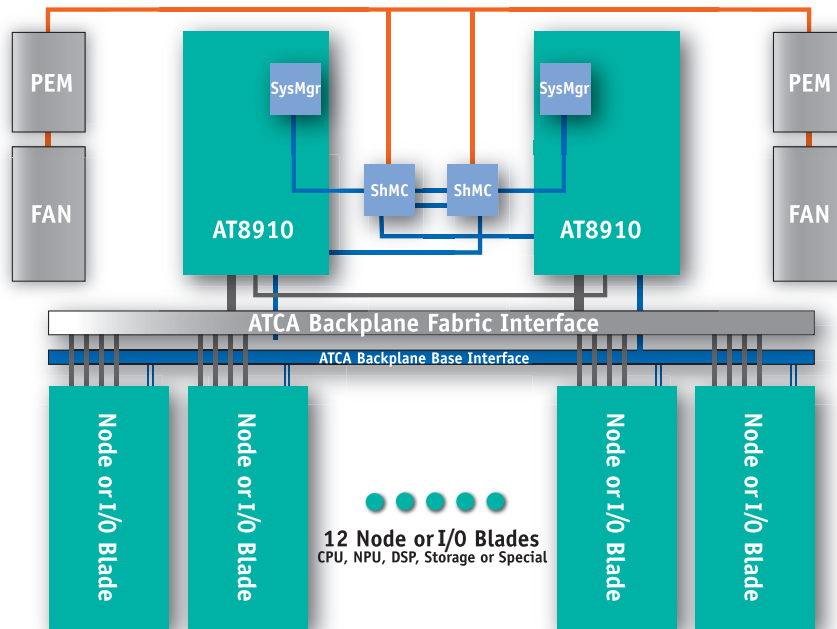 PEM
PEM
SysMgr
SysMgr
ShMC
ShMC
FAN
FAN
AT8910
AT8910
ATCA Backplane Fabric Interface
ATCA Backplane Base Interface
Node or I/O Blade
Node or I/O Blade
Node or I/O Blade
Node or I/O Blade
12 Node or I/O Blades
CPU, NPU, DSP, Storage or Special